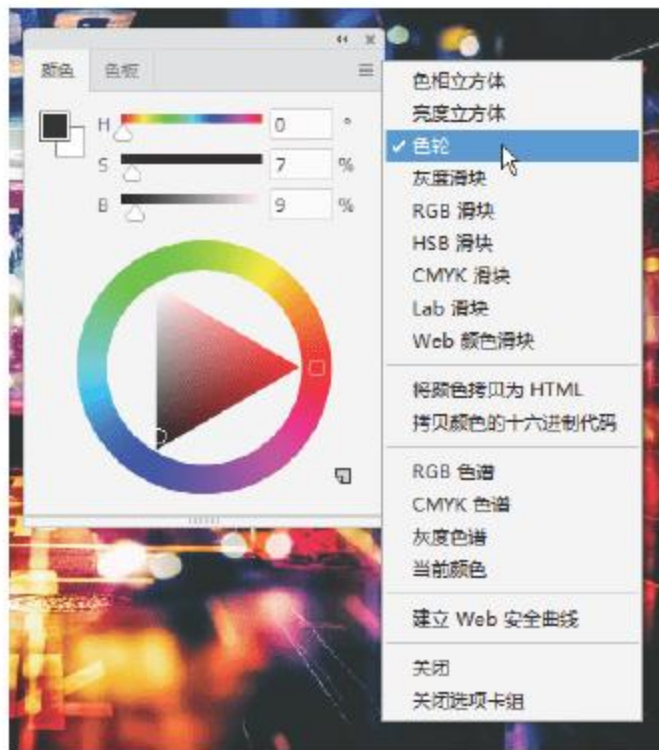 颜色 色板
H 0 °
S 7 %
B 9 %
色相立方体
亮度立方体
色轮
灰度滑块
RGB 滑块
HSB 滑块
CMYK 滑块
Lab 滑块
Web 颜色滑块
将颜色拷贝为 HTML
拷贝颜色的十六进制代码
RGB 色谱
CMYK 色谱
灰度色谱
当前颜色
建立 Web 安全曲线
关闭
关闭选项卡组